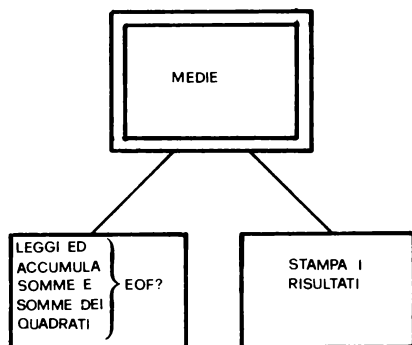 MEDIE
LEGGI ED
ACCUMULA
SOMME E
SOMME DEI
QUADRATI
EOF?
STAMPA I
RISULTATI